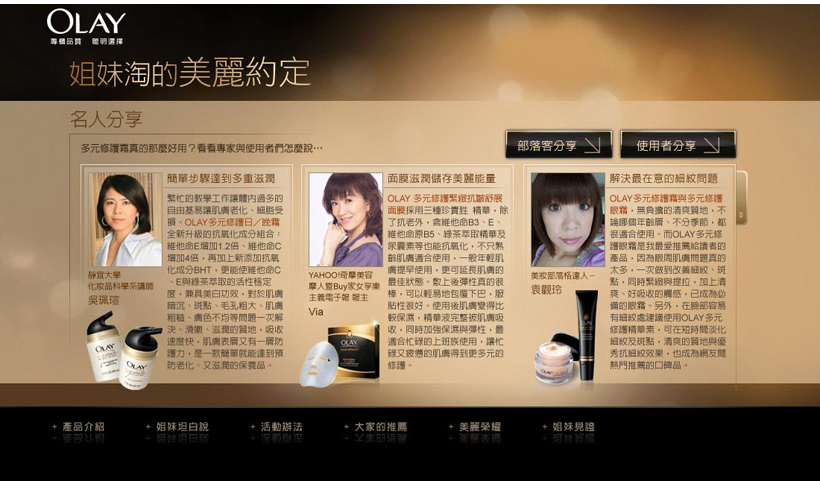 OLAY
專櫃品質 聰明選擇
姐妹淘的美麗約定
名人分享
多元修護霜真的那麼好用？看看專家與使用者們怎麼說…
部落客分享
使用者分享
簡單步驟達到多重滋潤
繁忙的教學工作讓體內過多的
自由基易讓肌膚老化、細胞受
損。OLAY多元修護日／晚霜
全新升級的抗氧化成分組合：
維他命E增加1.2倍、維他命C
增加4倍，再加上新添加抗氧
化成分BHT，更能使維他命C
、E與綠茶萃取的活性穩定
度，兼具美白功效，對於肌膚
暗沉、斑點、毛孔粗大、肌膚
粗糙、膚色不均等問題一次解
決。滑嫩、滋潤的質地，吸收
速度快，肌膚表層又有一層防
護力，是一款簡單就能達到預
防老化、又滋潤的保養品。
靜宜大學
化妝品科學系講師
吳珮瑄
OLAY
OLAY
面膜滋潤儲存美麗能量
OLAY 多元修護緊緻抗皺舒展
面膜採用三種珍貴胜 精華，除
了抗老外，含維他命B3、E、
維他命原B5、綠茶萃取精華及
尿囊素等也能抗氧化，不只熟
齡肌膚適合使用，一般年輕肌
膚提早使用，更可延長肌膚的
最佳狀態。敷上後彈性真的很
棒，可以輕易地包覆下巴，服
貼性很好。使用後肌膚變得比
較保濕，精華液完整被肌膚吸
收，同時加強保濕與彈性，最
適合忙碌的上班族使用，讓忙
碌又疲憊的肌膚得到更多元的
修護。
YAHOO!奇摩美容
摩人暨Buy家女享樂
主義電子報 報主
Via
OLAY
解決最在意的細紋問題
OLAY多元修護霜與多元修護
眼霜，無負擔的清爽質地，不
論哪個年齡層、不分季節，都
很適合使用。而OLAY多元修
護眼霜是我最愛推薦給讀者的
產品，因為眼周肌膚問題真的
太多，一次做到改善細紋、斑
點，同時緊緻與提拉，加上清
爽、好吸收的觸感，已成為必
備的眼霜。另外，在臉部容易
有細紋處建議使用OLAY多元修
護精華素，可在短時間淡化
細紋及斑點，清爽的質地與優
秀抗細紋效果，也成為網友間
熱門推薦的口碑品。
美妝部落格達人－
袁觀玲
OLAY
OLAY
+ 產品介紹
+ 姐妹坦白說
+ 活動辦法
+ 大家的推薦
+ 美麗榮耀
+ 姐妹見證